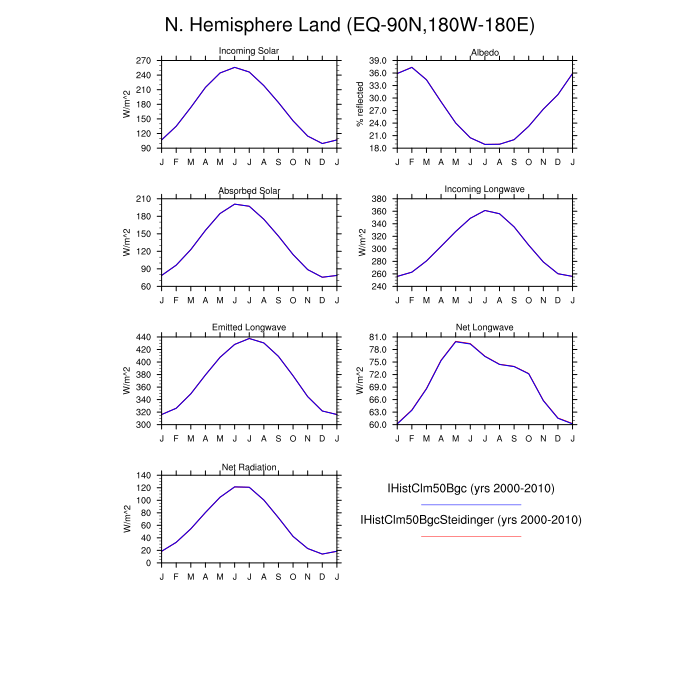 N. Hemisphere Land (EQ-90N,180W-180E)
Incoming Solar
W/m^2
270
240
210
180
150
120
90
J F M A M J J A S O N D J
Albedo
% reflected
39.0
36.0
33.0
30.0
27.0
24.0
21.0
18.0
J F M A M J J A S O N D J
Absorbed Solar
W/m^2
210
180
150
120
90
60
J F M A M J J A S O N D J
Incoming Longwave
W/m^2
380
360
340
320
300
280
260
240
J F M A M J J A S O N D J
Emitted Longwave
W/m^2
440
420
400
380
360
340
320
300
J F M A M J J A S O N D J
Net Longwave
W/m^2
81.0
78.0
75.0
72.0
69.0
66.0
63.0
60.0
J F M A M J J A S O N D J
Net Radiation
W/m^2
140
120
100
80
60
40
20
0
J F M A M J J A S O N D J
IHistClm50Bgc (yrs 2000-2010)
IHistClm50BgcSteidinger (yrs 2000-2010)